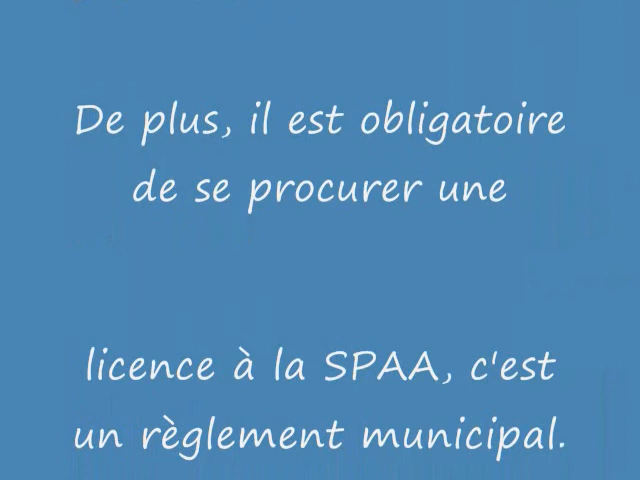 De plus, il est obligatoire
de se procurer une
licence à la SPAA, c'est
un règlement municipal.